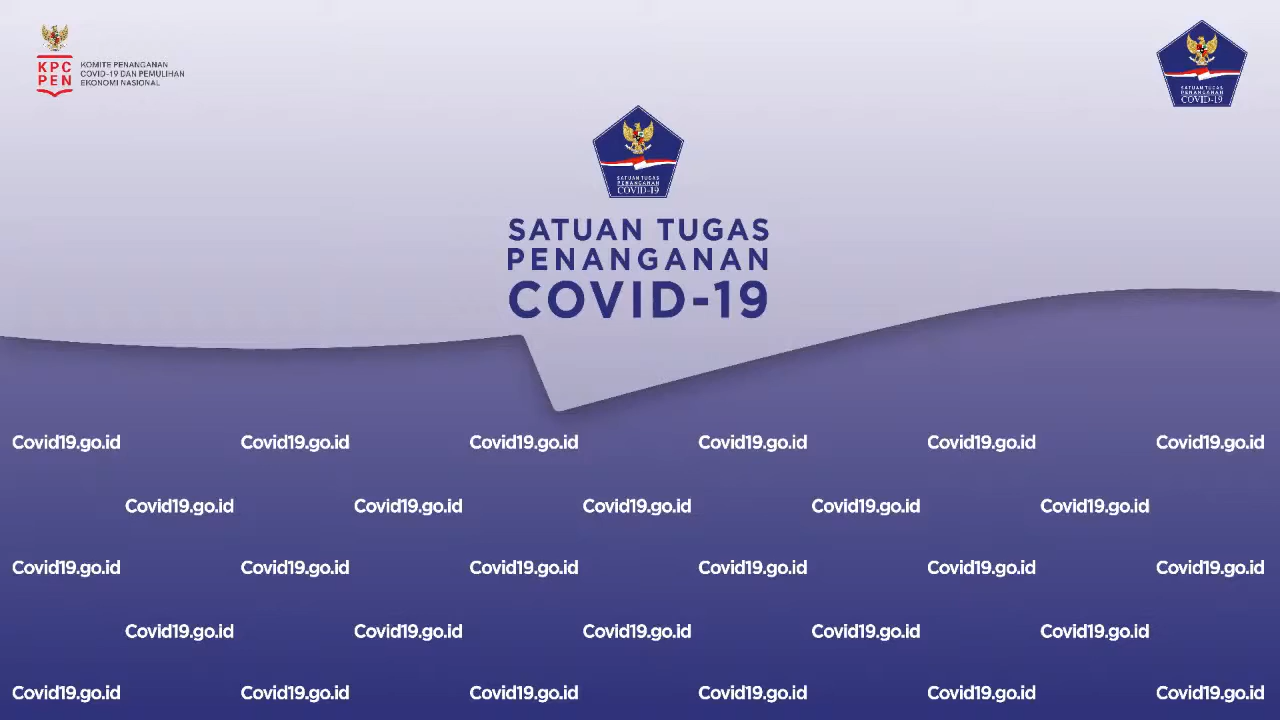 KPC
PEN
KOMITE PENANGANAN
COVID-19 DAN PEMULIHAN
EKONOMI NASIONAL
SATUAN TUGAS
PENANGANAN
COVID-19
SATUAN TUGAS
PENANGANAN
COVID-19
SATUAN TUGAS
PENANGANAN
COVID-19
Covid19.go.id Covid19.go.id Covid19.go.id Covid19.go.id Covid19.go.id Covid19.go.id
Covid19.go.id Covid19.go.id Covid19.go.id Covid19.go.id Covid19.go.id
Covid19.go.id Covid19.go.id Covid19.go.id Covid19.go.id Covid19.go.id Covid19.go.id
Covid19.go.id Covid19.go.id Covid19.go.id Covid19.go.id Covid19.go.id
Covid19.go.id Covid19.go.id Covid19.go.id Covid19.go.id Covid19.go.id Covid19.go.id